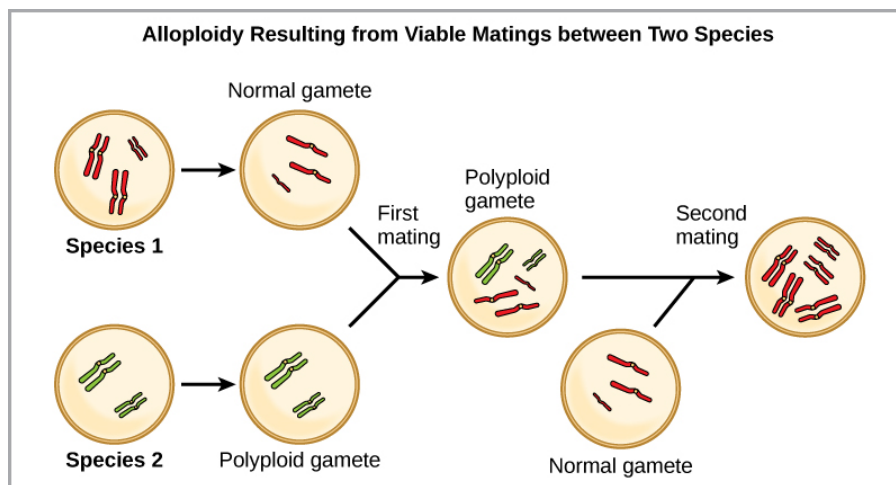 Alloploidy Resulting from Viable Matings between Two Species
Normal gamete
Species 1
First
mating
Polyploid
gamete
Second
mating
Species 2
Polyploid gamete
Normal gamete